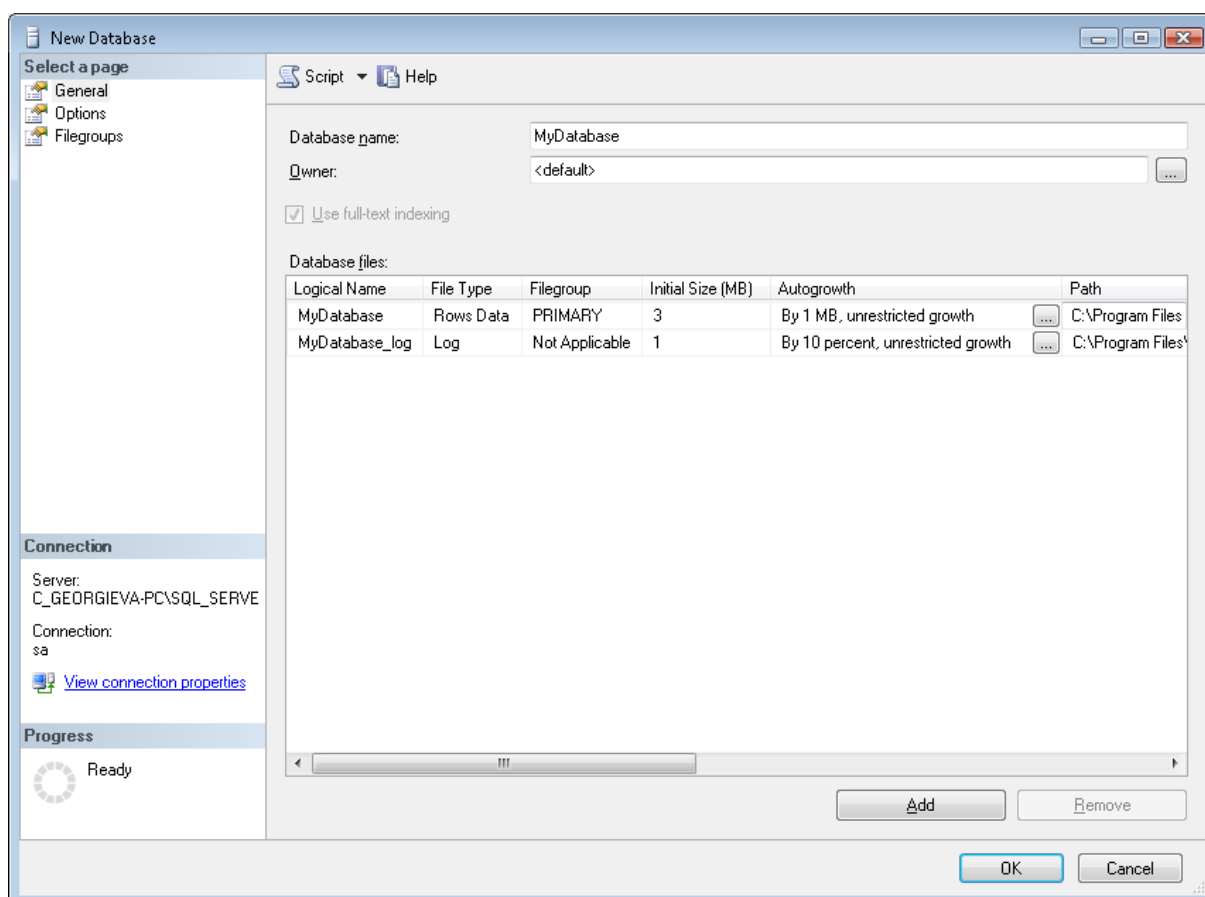 New Database
Select a page
General
Options
Filegroups
Script Help
Database name: MyDatabase
Owner: <default> ...
Use full-text indexing
Database files:
Logical Name File Type Filegroup Initial Size (MB) Autogrowth Path
MyDatabase Rows Data PRIMARY 3 By 1 MB, unrestricted growth ... C:\Program Files
MyDatabase_log Log Not Applicable 1 By 10 percent, unrestricted growth ... C:\Program Files\
Connection
Server:
C_GEORGIEVA-PC\SQL_SERVE
Connection:
sa
View connection properties
Progress
Ready
Add Remove
OK Cancel